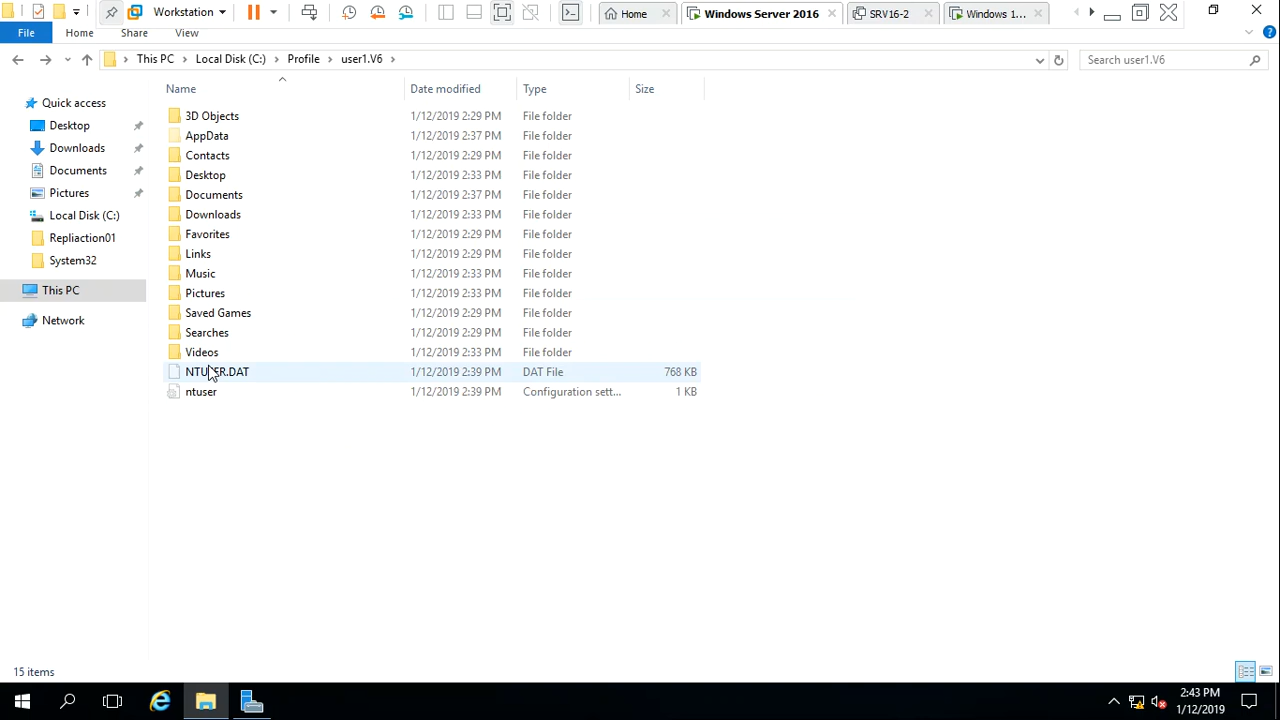 Workstation
Home
Windows Server 2016
SRV16-2
Windows 1...
File
Home
Share
View
This PC
Local Disk (C:)
Profile
user1.V6
Search user1.V6
Name
Date modified
Type
Size
Quick access
Desktop
Downloads
Documents
Pictures
Local Disk (C:)
Repliaction01
System32
This PC
Network
3D Objects 1/12/2019 2:29 PM File folder
AppData 1/12/2019 2:37 PM File folder
Contacts 1/12/2019 2:29 PM File folder
Desktop 1/12/2019 2:33 PM File folder
Documents 1/12/2019 2:37 PM File folder
Downloads 1/12/2019 2:33 PM File folder
Favorites 1/12/2019 2:29 PM File folder
Links 1/12/2019 2:29 PM File folder
Music 1/12/2019 2:33 PM File folder
Pictures 1/12/2019 2:33 PM File folder
Saved Games 1/12/2019 2:29 PM File folder
Searches 1/12/2019 2:29 PM File folder
Videos 1/12/2019 2:33 PM File folder
NTUSER.DAT 1/12/2019 2:39 PM DAT File 768 KB
ntuser 1/12/2019 2:39 PM Configuration sett... 1 KB
15 items
2:43 PM
1/12/2019